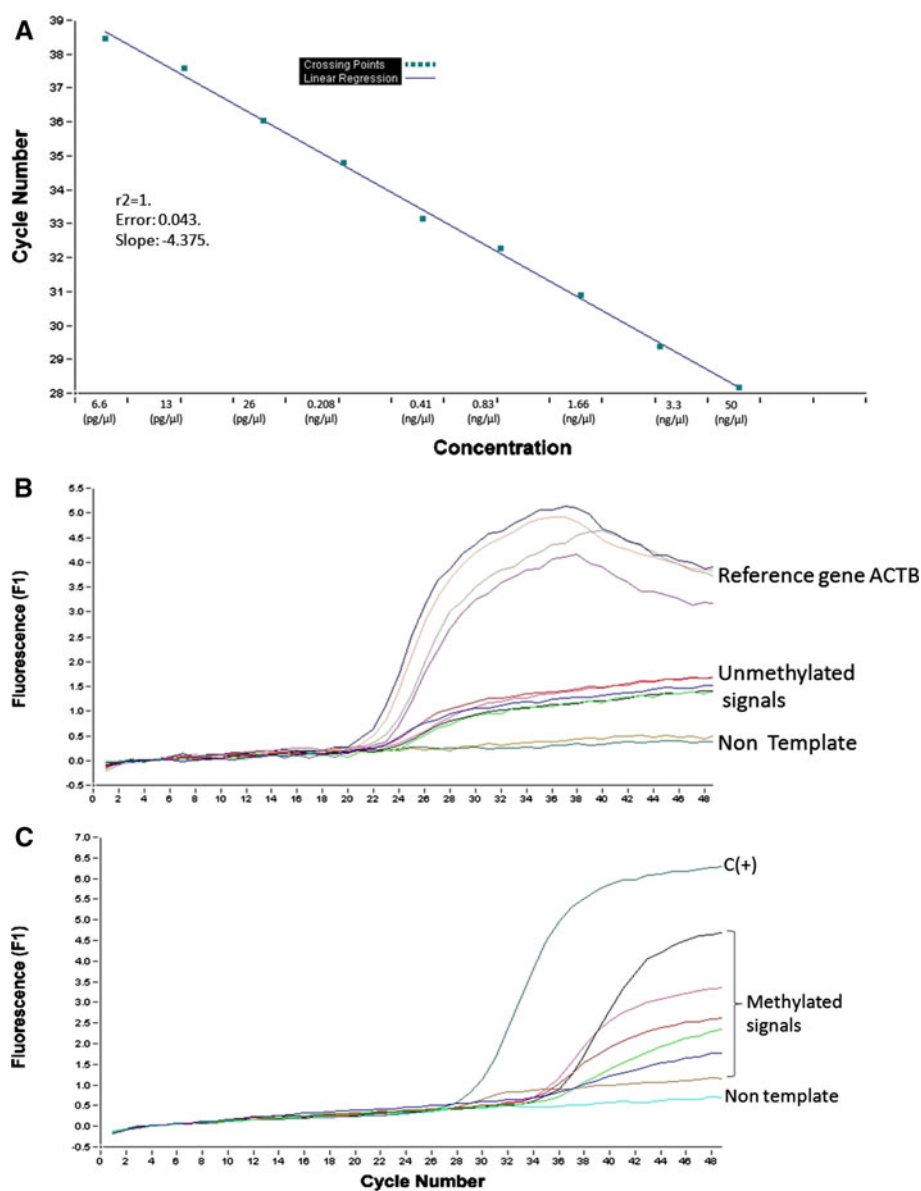 A
Cycle Number
39
38
37
36
35
34
33
32
31
30
29
28
Crossing Points
Linear Regression
r2=1.
Error: 0.043.
Slope: -4.375.
6.6 13 26 0.208 0.41 0.83 1.66 3.3 50
(pg/µl) (pg/µl) (pg/µl) (ng/µl) (ng/µl) (ng/µl) (ng/µl) (ng/µl) (ng/µl)
Concentration
B
Fluorescence (F1)
5.5
5.0
4.5
4.0
3.5
3.0
2.5
2.0
1.5
1.0
0.5
0.0
-0.5
Reference gene ACTB
Unmethylated
signals
Non Template
0 2 4 6 8 10 12 14 16 18 20 22 24 26 28 30 32 34 36 38 40 42 44 46 48
C
Fluorescence (F1)
7.0
6.5
6.0
5.5
5.0
4.5
4.0
3.5
3.0
2.5
2.0
1.5
1.0
0.5
0.0
-0.5
C(+)
Methylated
signals
Non template
0 2 4 6 8 10 12 14 16 18 20 22 24 26 28 30 32 34 36 38 40 42 44 46 48
Cycle Number